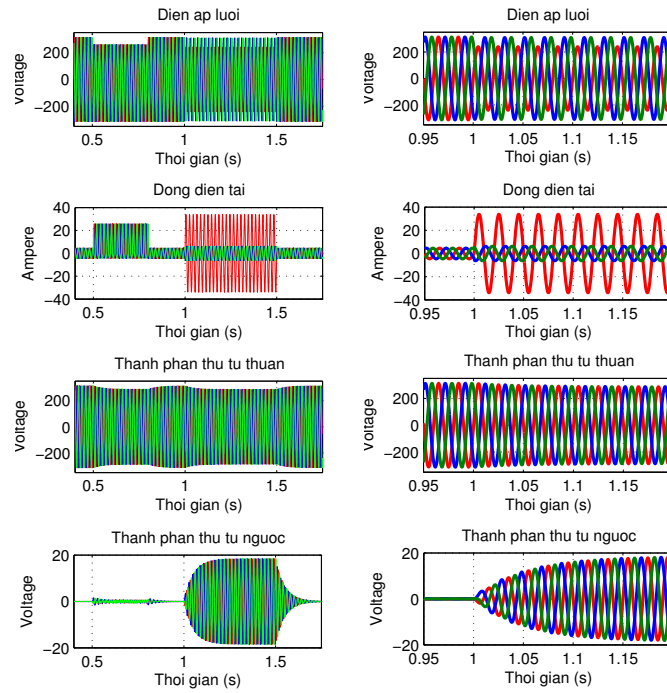 Dien ap luoi
voltage
200
0
−200
0.5
1
1.5
Thoi gian (s)
Dien ap luoi
voltage
200
0
−200
0.95
1
1.05
1.1
1.15
Thoi gian (s)
Dong dien tai
Ampere
40
20
0
−20
−40
0.5
1
1.5
Thoi gian (s)
Dong dien tai
Ampere
40
20
0
−20
−40
0.95
1
1.05
1.1
1.15
Thoi gian (s)
Thanh phan thu tu thuan
Voltage
200
0
−200
0.5
1
1.5
Thoi gian (s)
Thanh phan thu tu thuan
Voltage
200
0
−200
0.95
1
1.05
1.1
1.15
Thoi gian (s)
Thanh phan thu tu nguoc
Voltage
20
0
−20
0.5
1
1.5
Thoi gian (s)
Thanh phan thu tu nguoc
Voltage
20
0
−20
0.95
1
1.05
1.1
1.15
Thoi gian (s)